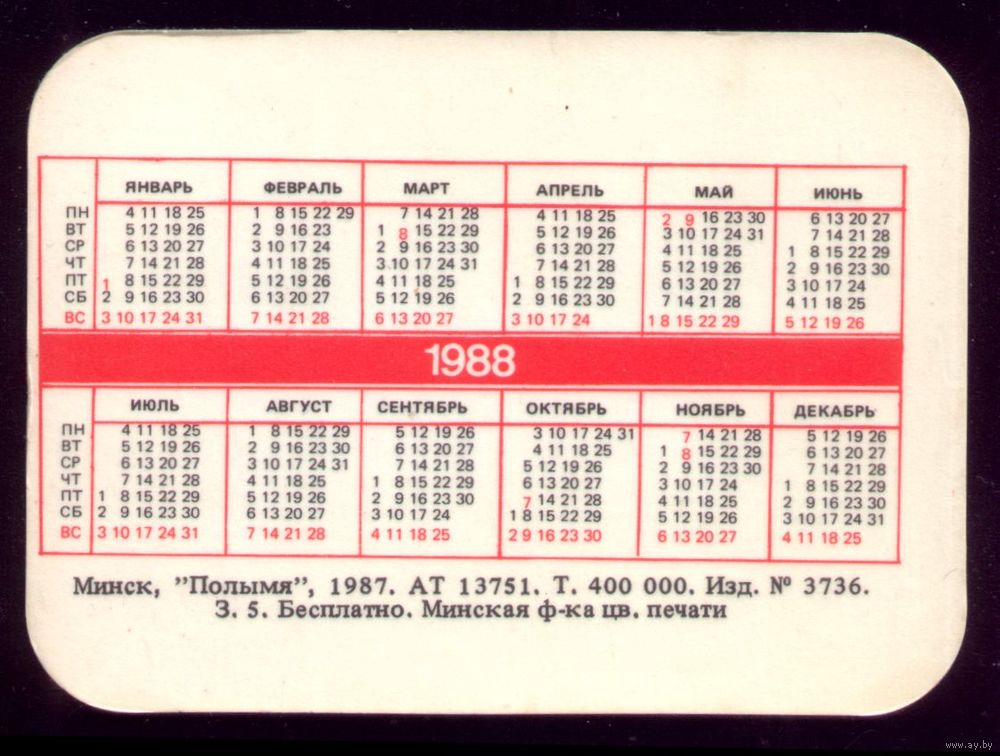 ЯНВАРЬ ФЕВРАЛЬ МАРТ АПРЕЛЬ МАЙ ИЮНЬ
ПН 4 11 18 25 1 8 15 22 29 7 14 21 28 4 11 18 25 2 9 16 23 30 6 13 20 27
ВТ 5 12 19 26 2 9 16 23 1 8 15 22 29 5 12 19 26 3 10 17 24 31 7 14 21 28
СР 6 13 20 27 3 10 17 24 2 9 16 23 30 6 13 20 27 4 11 18 25 1 8 15 22 29
ЧТ 7 14 21 28 4 11 18 25 3 10 17 24 31 7 14 21 28 5 12 19 26 2 9 16 23 30
ПТ 1 8 15 22 29 5 12 19 26 4 11 18 25 1 8 15 22 29 6 13 20 27 3 10 17 24
СБ 2 9 16 23 30 6 13 20 27 5 12 19 26 2 9 16 23 30 7 14 21 28 4 11 18 25
ВС 3 10 17 24 31 7 14 21 28 6 13 20 27 3 10 17 24 1 8 15 22 29 5 12 19 26
1988
ИЮЛЬ АВГУСТ СЕНТЯБРЬ ОКТЯБРЬ НОЯБРЬ ДЕКАБРЬ
ПН 4 11 18 25 1 8 15 22 29 5 12 19 26 3 10 17 24 31 7 14 21 28 5 12 19 26
ВТ 5 12 19 26 2 9 16 23 30 6 13 20 27 4 11 18 25 1 8 15 22 29 6 13 20 27
СР 6 13 20 27 3 10 17 24 31 7 14 21 28 5 12 19 26 2 9 16 23 30 7 14 21 28
ЧТ 7 14 21 28 4 11 18 25 1 8 15 22 29 6 13 20 27 3 10 17 24 1 8 15 22 29
ПТ 1 8 15 22 29 5 12 19 26 2 9 16 23 30 7 14 21 28 4 11 18 25 2 9 16 23 30
СБ 2 9 16 23 30 6 13 20 27 3 10 17 24 1 8 15 22 29 5 12 19 26 3 10 17 24 31
ВС 3 10 17 24 31 7 14 21 28 4 11 18 25 2 9 16 23 30 6 13 20 27 4 11 18 25
Минск, ”Полымя”, 1987. АТ 13751. Т. 400 000. Изд. № 3736.
З. 5. Бесплатно. Минская ф-ка цв. печати
www.ay.by